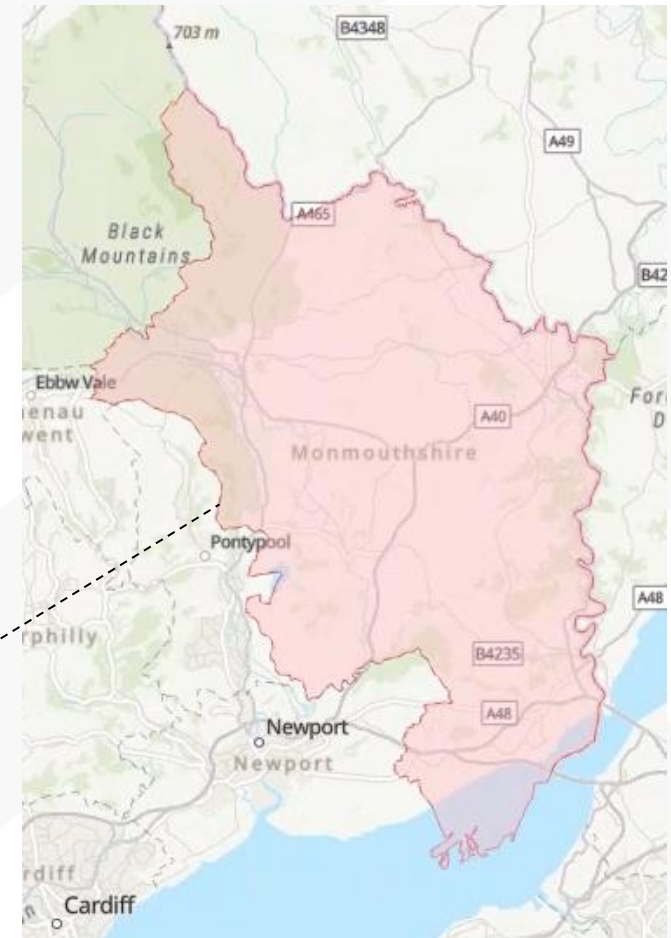 703 m
B4348
A49
A465
Black
Mountains
B42
Ebbw Vale
enau
went
For
D
A40
Monmouthshire
Pontypool
A48
rphilly
B4235
A48
Newport
Newport
rdiff
Cardiff